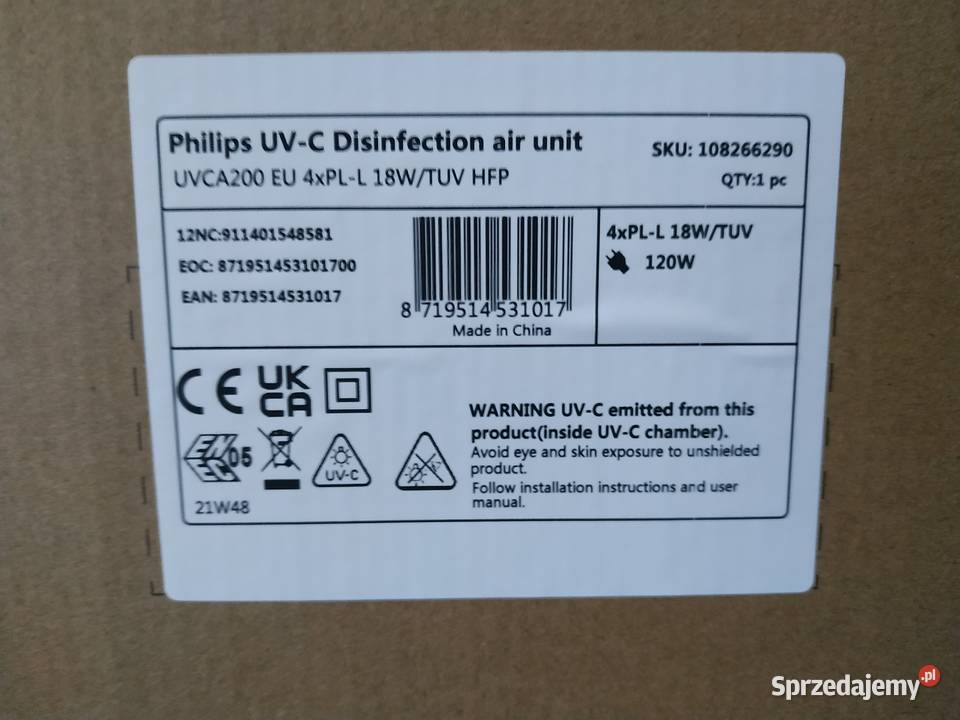 Philips UV-C Disinfection air unit
SKU: 108266290
UVCA200 EU 4xPL-L 18W/TUV HFP
QTY:1 pc
12NC:911401548581
EOC: 871951453101700
EAN: 8719514531017
8 719514 531017
Made in China
4xPL-L 18W/TUV
120W
CE
UK
CA
WARNING UV-C emitted from this
product(inside UV-C chamber).
Avoid eye and skin exposure to unshielded
product.
Follow installation instructions and user
manual.
ENEC 05
UV-C
21W48
Sprzedajemy.pl